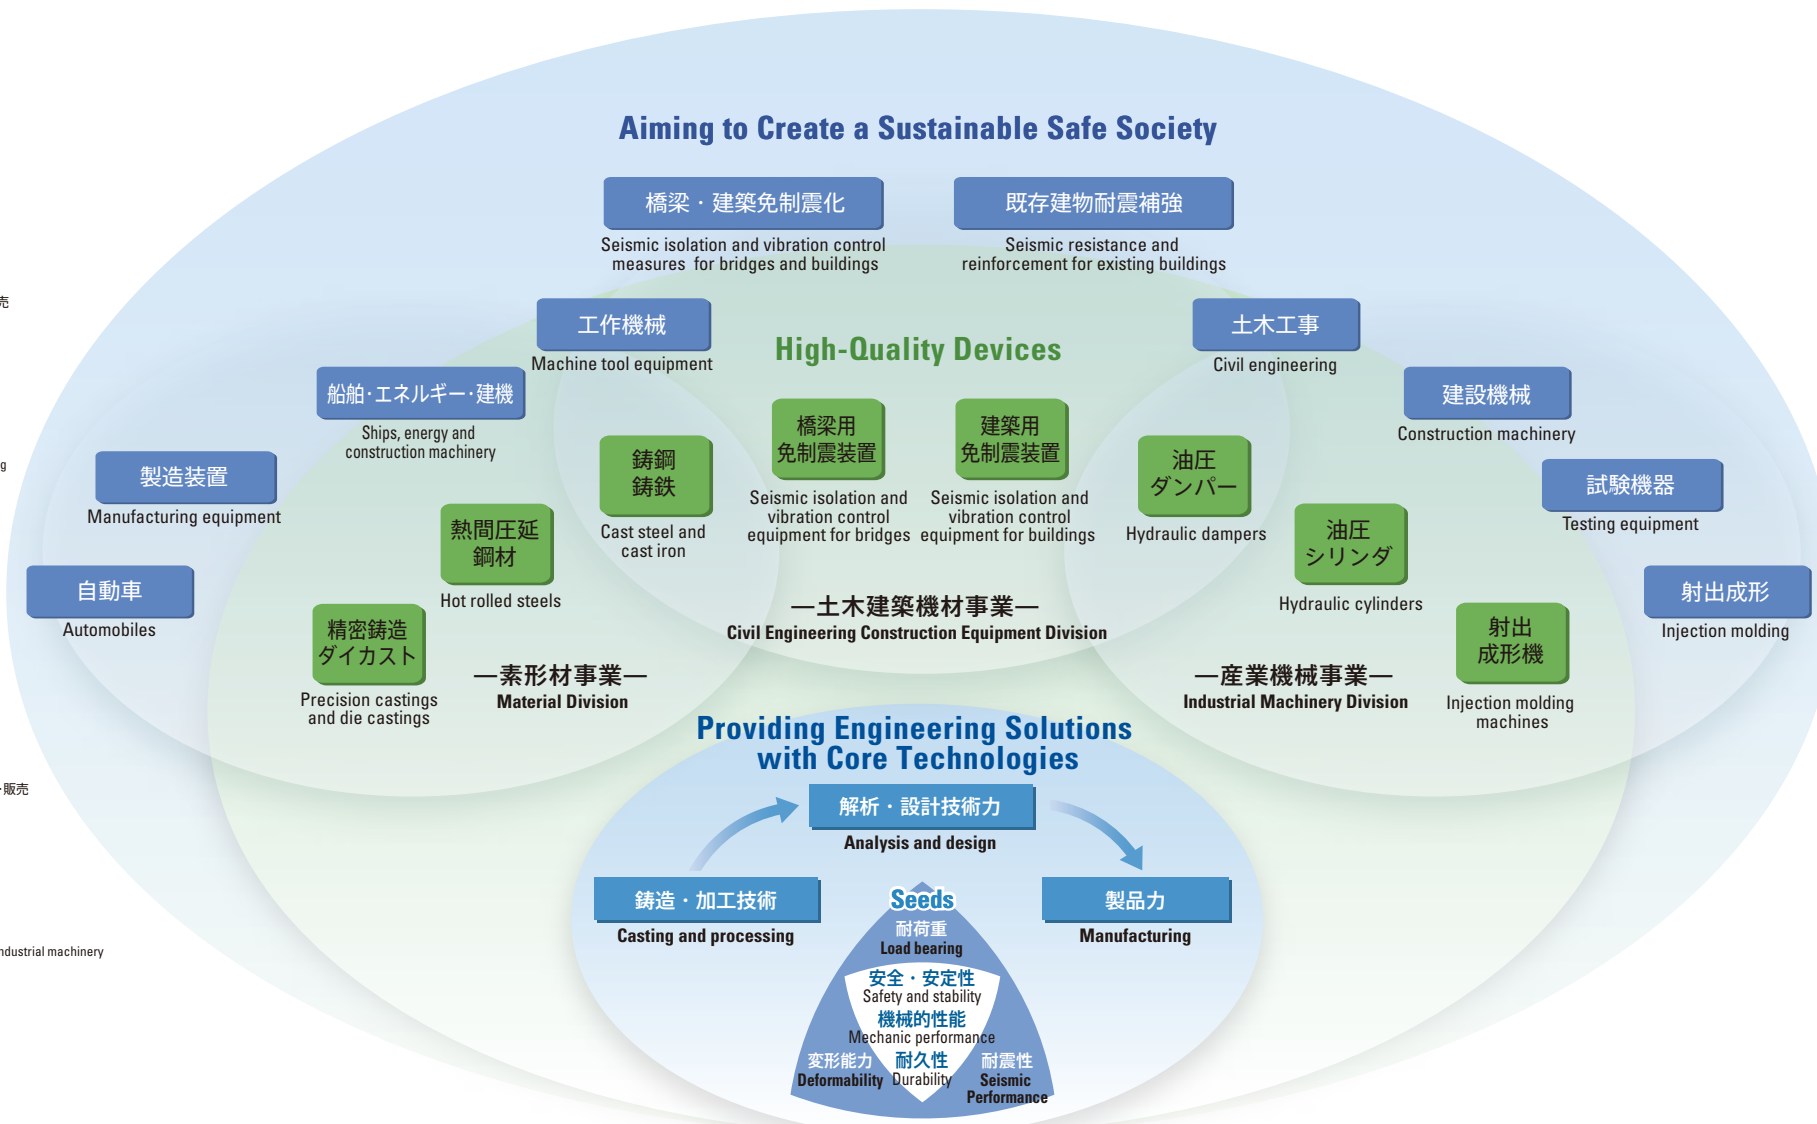 Aiming to Create a Sustainable Safe Society
橋梁・建築免制震化
Seismic isolation and vibration control
measures for bridges and buildings
既存建物耐震補強
Seismic resistance and
reinforcement for existing buildings
売
工作機械
Machine tool equipment
土木工事
Civil engineering
High-Quality Devices
船舶・エネルギー・建機
Ships, energy and
construction machinery
建設機械
Construction machinery
橋梁用
免制震装置
Seismic isolation and
vibration control
equipment for bridges
建築用
免制震装置
Seismic isolation and
vibration control
equipment for buildings
鋳鋼
鋳鉄
Cast steel and
cast iron
油圧
ダンパー
Hydraulic dampers
g
製造装置
Manufacturing equipment
試験機器
Testing equipment
熱間圧延
鋼材
Hot rolled steels
油圧
シリンダ
Hydraulic cylinders
自動車
Automobiles
射出成形
Injection molding
精密鋳造
ダイカスト
Precision castings
and die castings
射出
成形機
Injection molding
machines
―土木建築機材事業―
Civil Engineering Construction Equipment Division
―素形材事業―
Material Division
―産業機械事業―
Industrial Machinery Division
Providing Engineering Solutions
with Core Technologies
・販売
解析・設計技術力
Analysis and design
鋳造・加工技術
Casting and processing
製品力
Manufacturing
ndustrial machinery
Seeds
耐荷重
Load bearing
安全・安定性
Safety and stability
機械的性能
Mechanic performance
変形能力
Deformability
耐久性
Durability
耐震性
Seismic
Performance